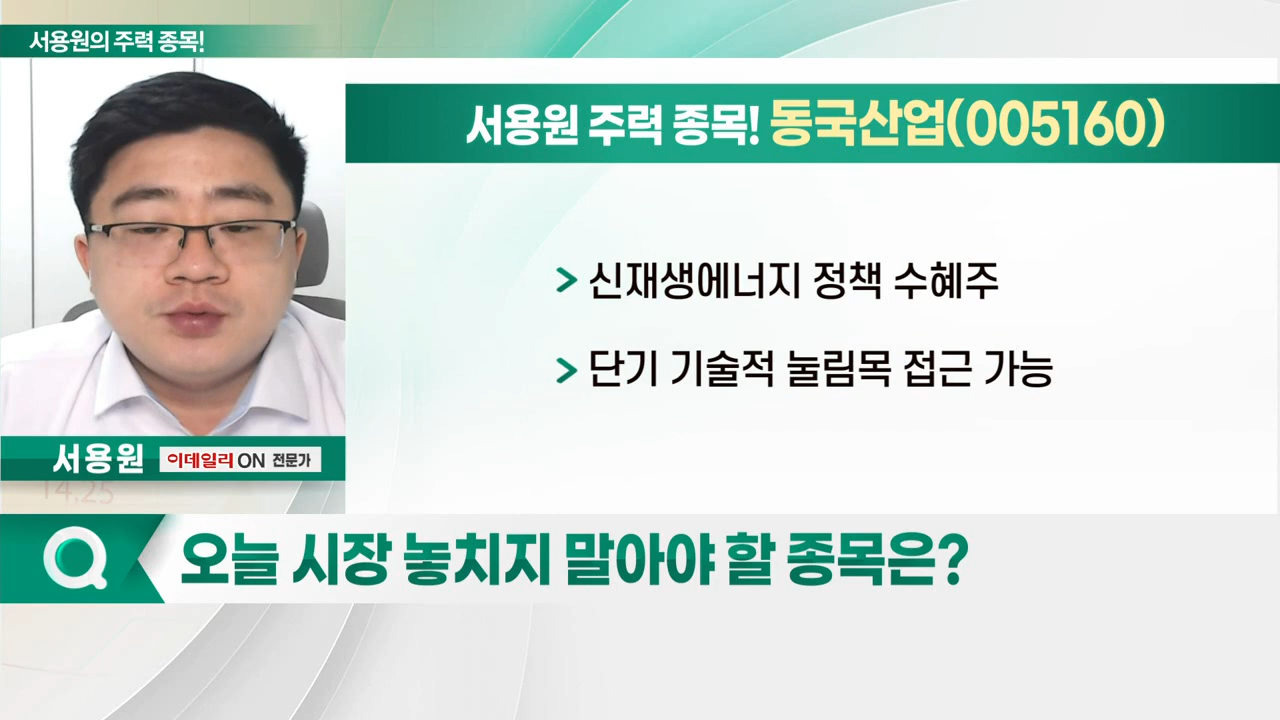 서용원의 주력 종목!
서용원 주력 종목! 동국산업(005160)
> 신재생에너지 정책 수혜주
> 단기 기술적 눌림목 접근 가능
서용원 이데일리 ON 전문가
14.25
오늘 시장 놓치지 말아야 할 종목은?